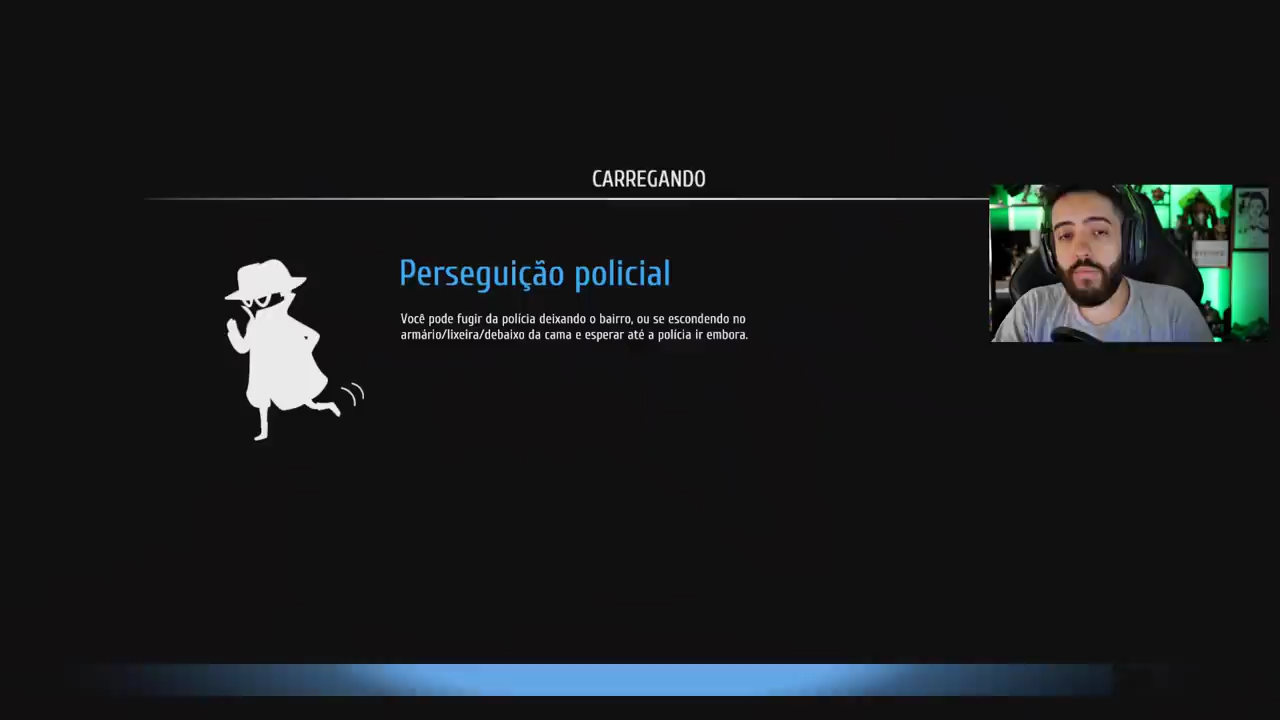 CARREGANDO
Perseguição policial
Você pode fugir da polícia deixando o bairro, ou se escondendo no
armário/lixeira/debaixo da cama e esperar até a polícia ir embora.